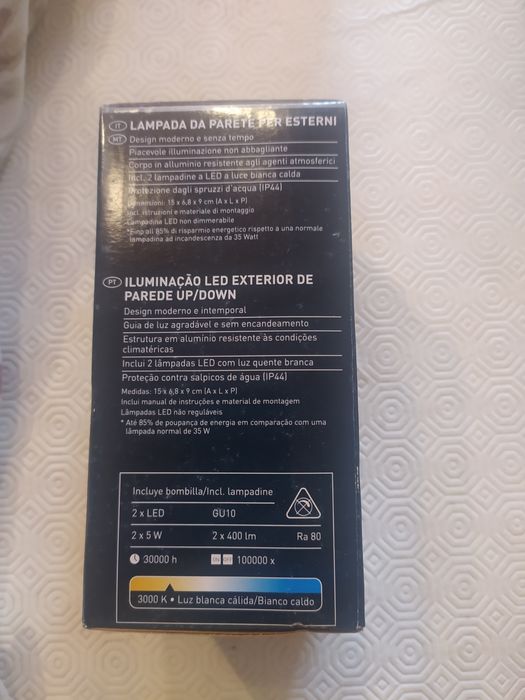 IT LAMPADA DA PARETE PER ESTERNI
MT Design moderno e senza tempo
Piacevole illuminazione non abbagliante
Corpo in alluminio resistente agli agenti atmosferici
Incl. 2 lampadine a LED a luce bianca calda
Protezione dagli spruzzi d'acqua (IP44)
Dimensioni: 15 x 6,8 x 9 cm (A x L x P)
Incl. istruzioni e materiale di montaggio
Lampadina LED non dimmerabile
*Fino all'85% di risparmio energetico rispetto a una normale
lampadina ad incandescenza da 35 Watt
PT ILUMINAÇÃO LED EXTERIOR DE
PAREDE UP/DOWN
Design moderno e intemporal
Guia de luz agradável e sem encandeamento
Estrutura em alumínio resistente às condições
climatéricas
Inclui 2 lâmpadas LED com luz quente branca
Proteção contra salpicos de água (IP44)
Medidas: 15 x 6,8 x 9 cm (A x L x P)
Inclui manual de instruções e material de montagem
Lâmpadas LED não reguláveis
* Até 85% de poupança de energia em comparação com uma
lâmpada normal de 35 W
Incluye bombilla/Incl. lampadine
2 x LED GU10
2 x 5 W 2 x 400 lm Ra 80
30000 h ON OFF 100000 x
3000 K • Luz blanca cálida/Bianco caldo